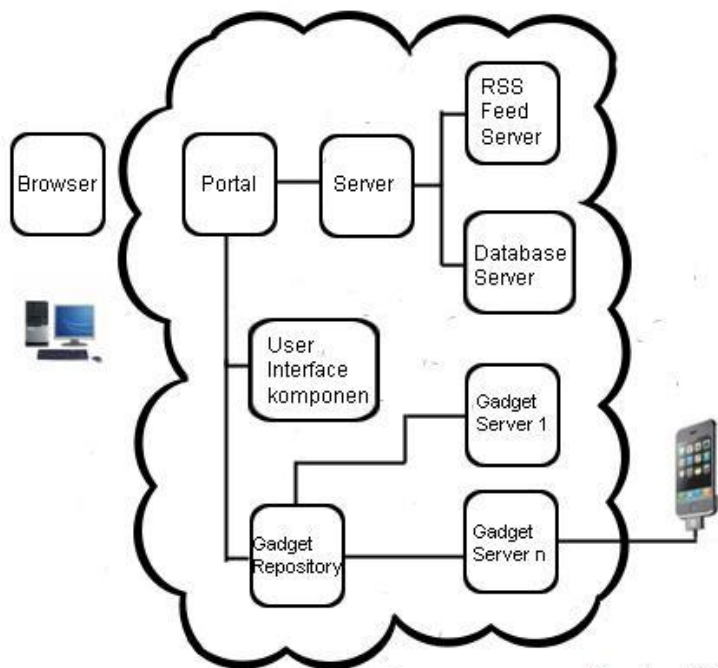 Browser
Portal
Server
RSS
Feed
Server
Database
Server
User
Interface
komponen
Gadget
Server 1
Gadget
Repository
Gadget
Server n